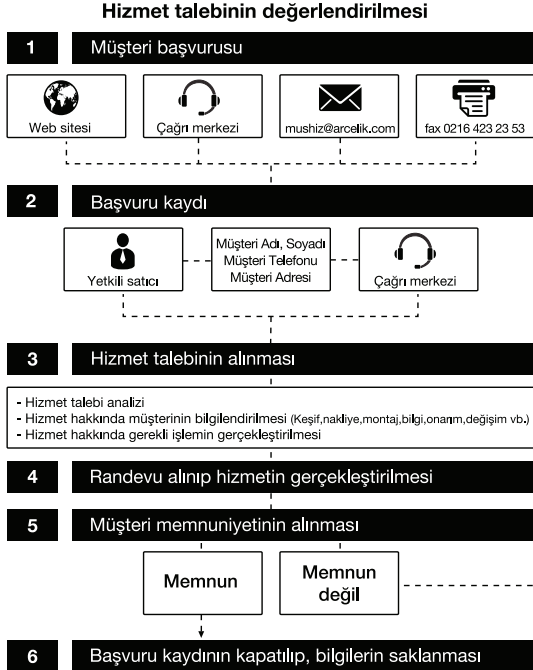 Hizmet talebinin değerlendirilmesi
1 Müşteri başvurusu
Web sitesi
Çağrı merkezi
mushiz@arcelik.com
fax 0216 423 23 53
2 Başvuru kaydı
Yetkili satıcı
Müşteri Adı, Soyadı
Müşteri Telefonu
Müşteri Adresi
Çağrı merkezi
3 Hizmet talebinin alınması
- Hizmet talebi analizi
- Hizmet hakkında müşterinin bilgilendirilmesi (Keşif,nakliye,montaj,bilgi,onarım,değişim vb.)
- Hizmet hakkında gerekli işlemin gerçekleştirilmesi
4 Randevu alınıp hizmetin gerçekleştirilmesi
5 Müşteri memnuniyetinin alınması
Memnun
Memnun
değil
6 Başvuru kaydının kapatılıp, bilgilerin saklanması